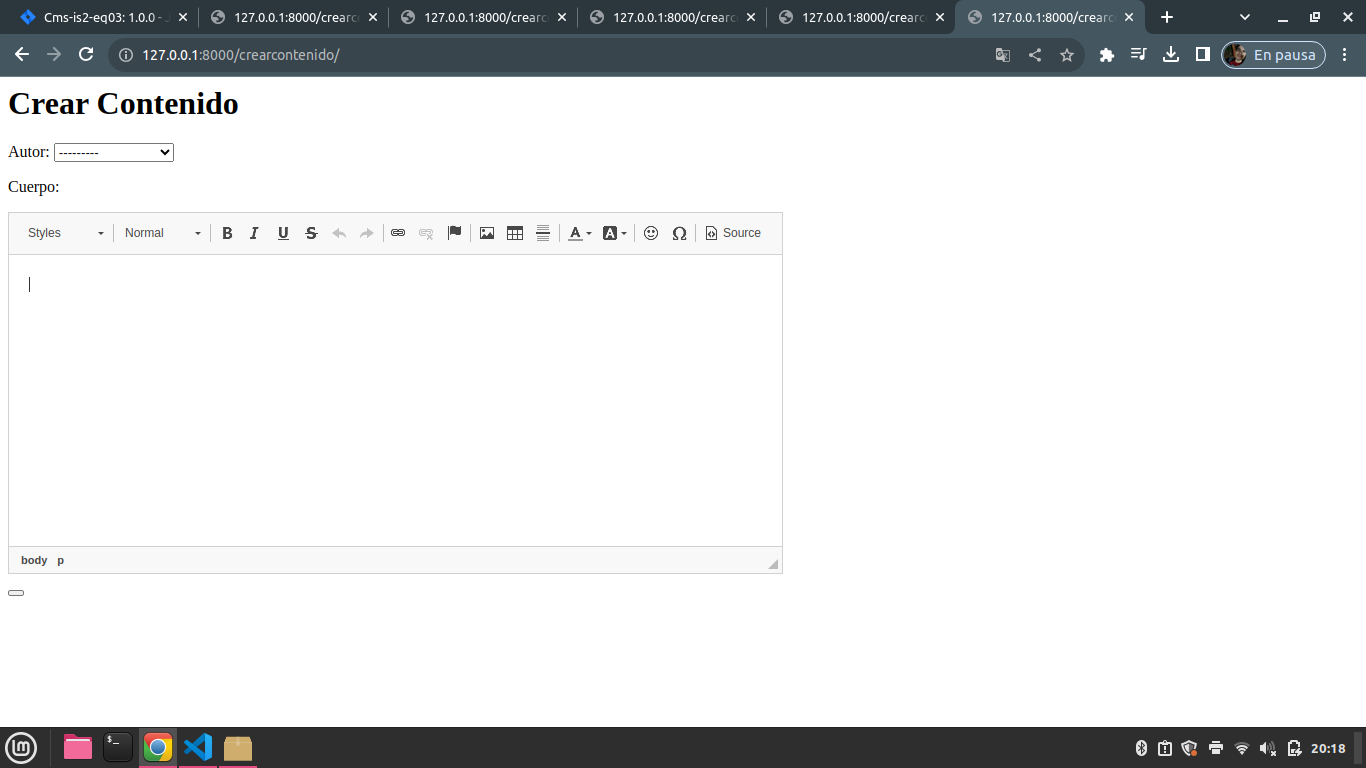 Cms-is2-eq03: 1.0.0 - J
127.0.0.1:8000/crearc
127.0.0.1:8000/crearc
127.0.0.1:8000/crearc
127.0.0.1:8000/crearc
127.0.0.1:8000/crearc
127.0.0.1:8000/crearcontenido/
En pausa
Crear Contenido
Autor: ---------
Cuerpo:
Styles Normal B I U S A A Ω Source
body p
20:18